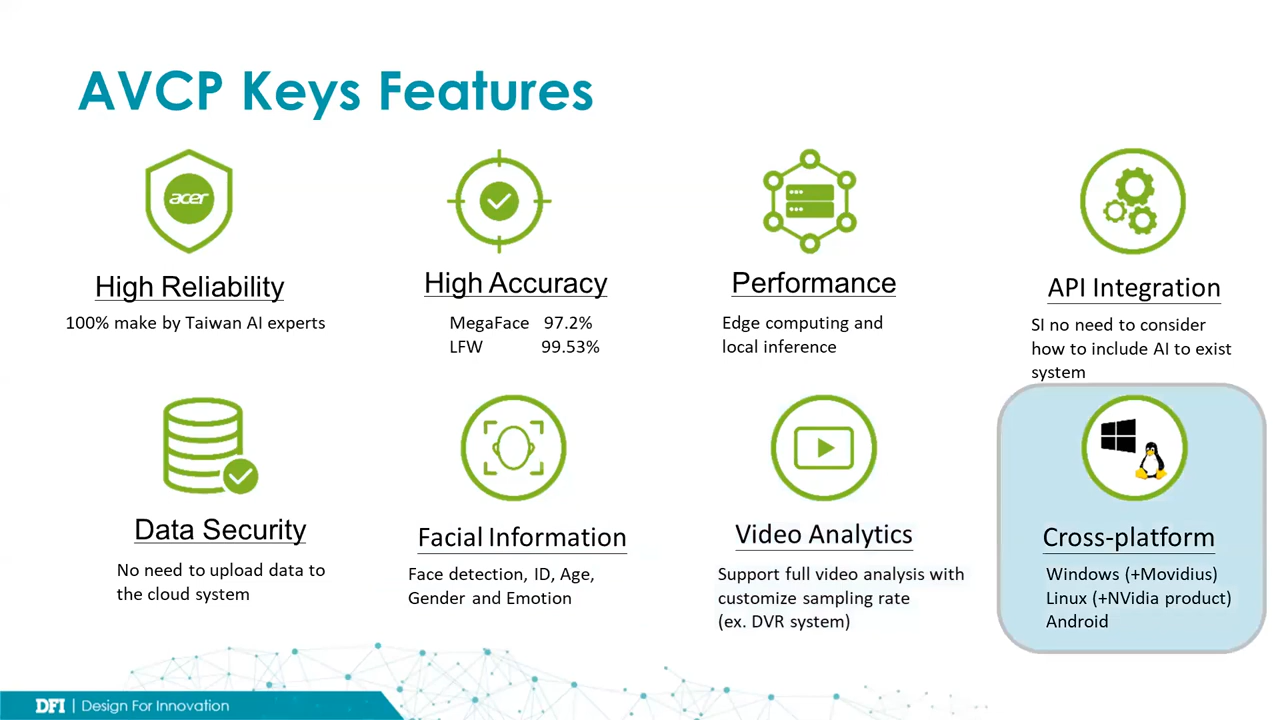 AVCP Keys Features
acer
High Reliability
100% make by Taiwan AI experts
High Accuracy
MegaFace 97.2%
LFW 99.53%
Performance
Edge computing and
local inference
API Integration
SI no need to consider
how to include AI to exist
system
Data Security
No need to upload data to
the cloud system
Facial Information
Face detection, ID, Age,
Gender and Emotion
Video Analytics
Support full video analysis with
customize sampling rate
(ex. DVR system)
Cross-platform
Windows (+Movidius)
Linux (+NVidia product)
Android
DFI | Design For Innovation